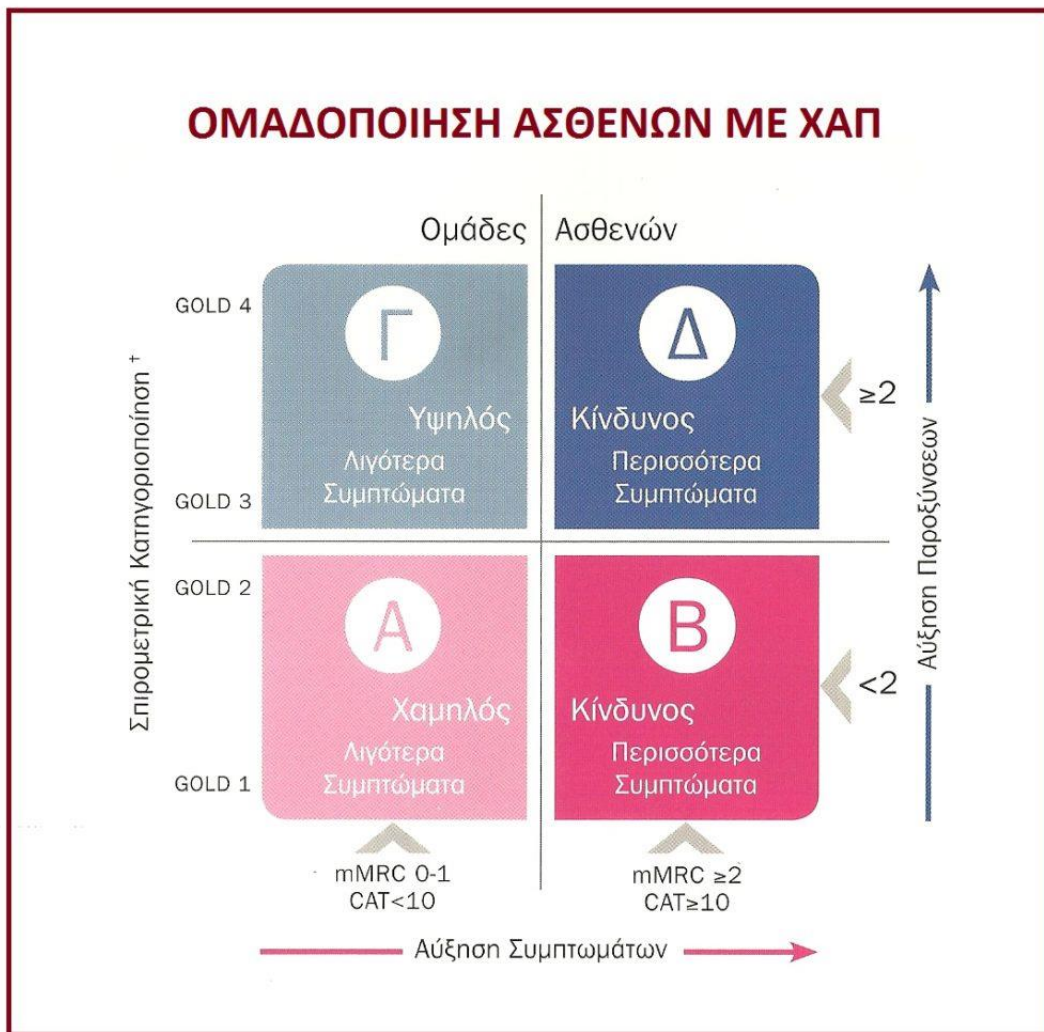 ΟΜΑΔΟΠΟΙΗΣΗ ΑΣΘΕΝΩΝ ΜΕ ΧΑΠ
Ομάδες Ασθενών
Σπιρομετρική Κατηγοριοποίηση †
GOLD 4
GOLD 3
GOLD 2
GOLD 1
Γ
Δ
Υψηλός Κίνδυνος
Λιγότερα
Συμπτώματα
Περισσότερα
Συμπτώματα
≥2
Α
Β
Χαμηλός Κίνδυνος
Λιγότερα
Συμπτώματα
Περισσότερα
Συμπτώματα
<2
Αύξηση Παροξύνσεων
mMRC 0-1
CAT<10
mMRC ≥2
CAT≥10
Αύξηση Συμπτωμάτων